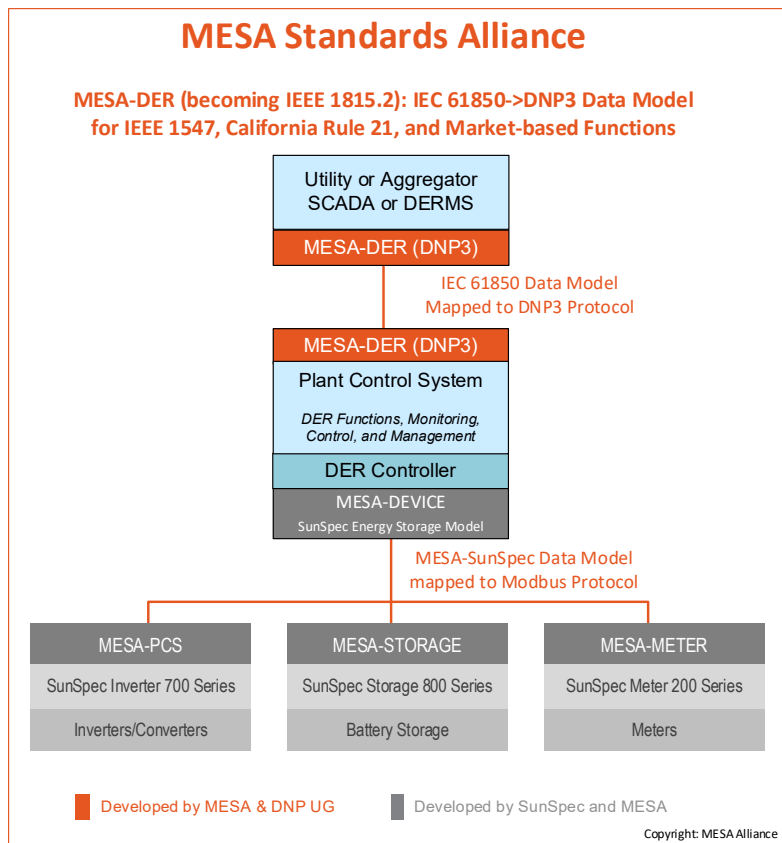 MESA Standards Alliance
MESA-DER (becoming IEEE 1815.2): IEC 61850->DNP3 Data Model
for IEEE 1547, California Rule 21, and Market-based Functions
Utility or Aggregator
SCADA or DERMS
MESA-DER (DNP3)
IEC 61850 Data Model
Mapped to DNP3 Protocol
MESA-DER (DNP3)
Plant Control System
DER Functions, Monitoring,
Control, and Management
DER Controller
MESA-DEVICE
SunSpec Energy Storage Model
MESA-SunSpec Data Model
mapped to Modbus Protocol
MESA-PCS
SunSpec Inverter 700 Series
Inverters/Converters
MESA-STORAGE
SunSpec Storage 800 Series
Battery Storage
MESA-METER
SunSpec Meter 200 Series
Meters
Developed by MESA & DNP UG
Developed by SunSpec and MESA
Copyright: MESA Alliance